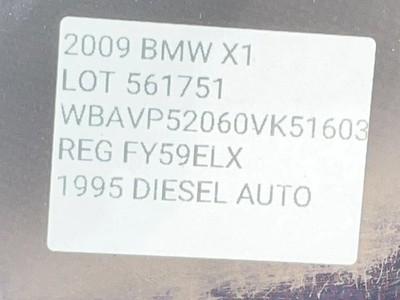 2009 BMW X1
LOT 561751
WBAVP52060VK51603
REG FY59ELX
1995 DIESEL AUTO